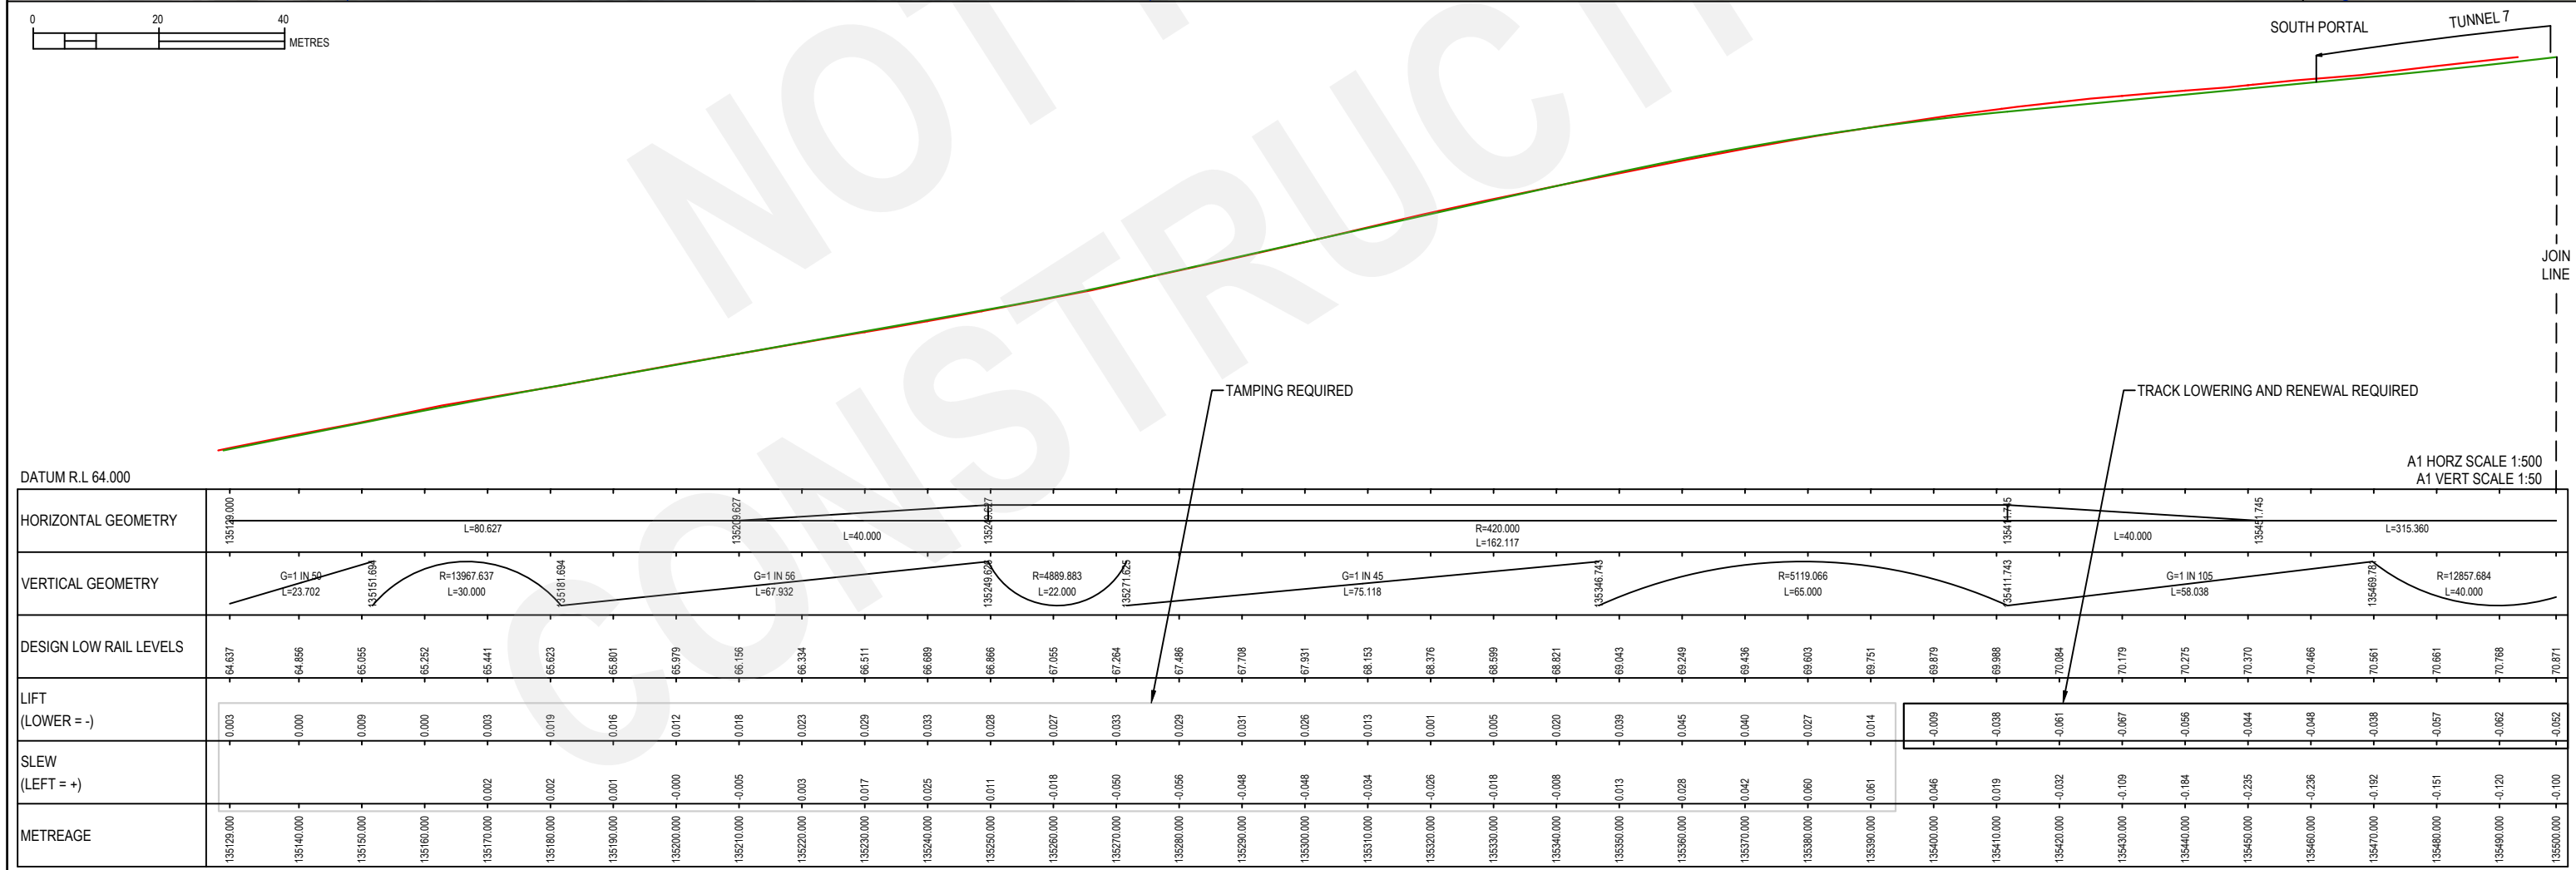 0 20 40
METRES
SOUTH PORTAL
TUNNEL 7
NOT
CONSTRUCTI
TAMPING REQUIRED
TRACK LOWERING AND RENEWAL REQUIRED
JOIN
LINE
DATUM R.L 64.000
A1 HORZ SCALE 1:500
A1 VERT SCALE 1:50
HORIZONTAL GEOMETRY
135129.000 135209.627 135249.627 135411.745 135451.745
L=80.627 L=40.000 R=420.000 L=40.000 L=315.360
L=162.117
VERTICAL GEOMETRY
135151.694 135181.694 135249.626 135271.625 135346.743 135411.743
G=1 IN 50 R=13967.637 G=1 IN 56 R=4889.883 G=1 IN 45 R=5119.066 G=1 IN 105 R=12857.684
L=23.702 L=30.000 L=67.932 L=22.000 L=75.118 L=65.000 L=58.038 L=40.000
DESIGN LOW RAIL LEVELS
64.637 64.856 65.055 65.252 65.441 65.623 65.801 65.979 66.156 66.334 66.511 66.689 66.866 67.055 67.264 67.486 67.708 67.931 68.153 68.376 68.599 68.821 69.043 69.249 69.436 69.603 69.751 69.879 69.988 70.084 70.179 70.275 70.370 70.466 70.561 70.661 70.768 70.871
LIFT
(LOWER = -)
0.003 0.000 0.009 0.000 0.003 0.019 0.016 0.012 0.018 0.023 0.029 0.033 0.028 0.027 0.033 0.029 0.031 0.026 0.013 0.001 0.005 0.020 0.039 0.045 0.040 0.027 0.014 -0.009 -0.038 -0.061 -0.067 -0.056 -0.044 -0.048 -0.038 -0.057 -0.062 -0.052
SLEW
(LEFT = +)
0.002 0.002 0.001 -0.000 -0.005 0.003 0.017 0.025 0.011 -0.018 -0.050 -0.056 -0.048 -0.048 -0.034 -0.026 -0.018 -0.008 0.013 0.028 0.042 0.060 0.061 0.046 0.019 -0.032 -0.109 -0.184 -0.235 -0.236 -0.192 -0.151 -0.120 -0.100
METREAGE
135129.000 135140.000 135150.000 135160.000 135170.000 135180.000 135190.000 135200.000 135210.000 135220.000 135230.000 135240.000 135250.000 135260.000 135270.000 135280.000 135290.000 135300.000 135310.000 135320.000 135330.000 135340.000 135350.000 135360.000 135370.000 135380.000 135390.000 135400.000 135410.000 135420.000 135430.000 135440.000 135450.000 135460.000 135470.000 135480.000 135490.000 135500.000